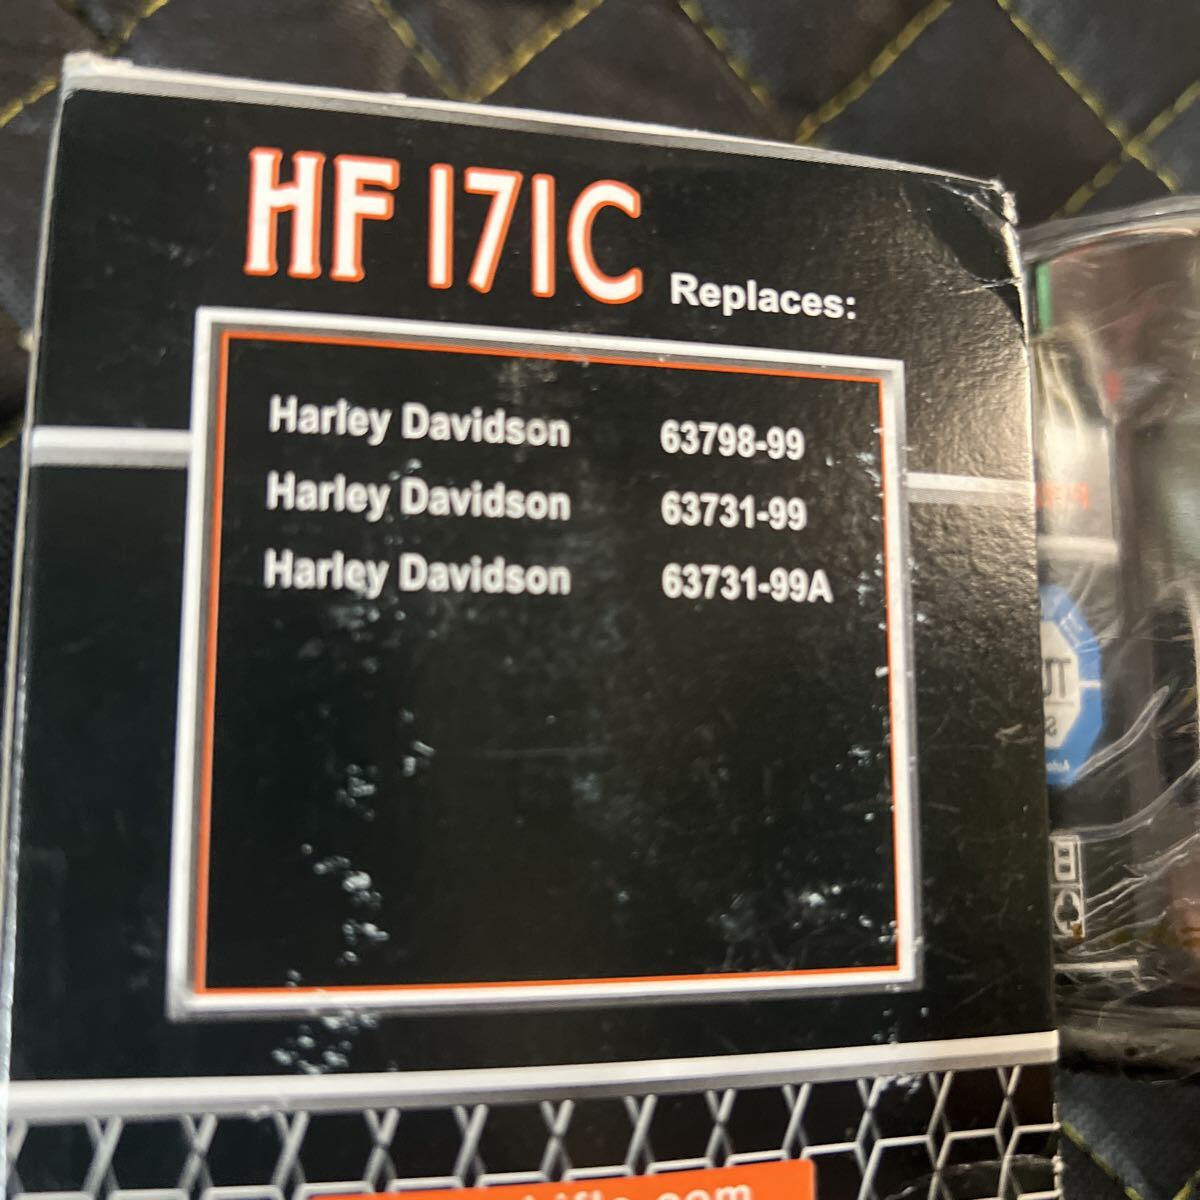 HF 171C Replaces:
Harley Davidson 63798-99
Harley Davidson 63731-99
Harley Davidson 63731-99A